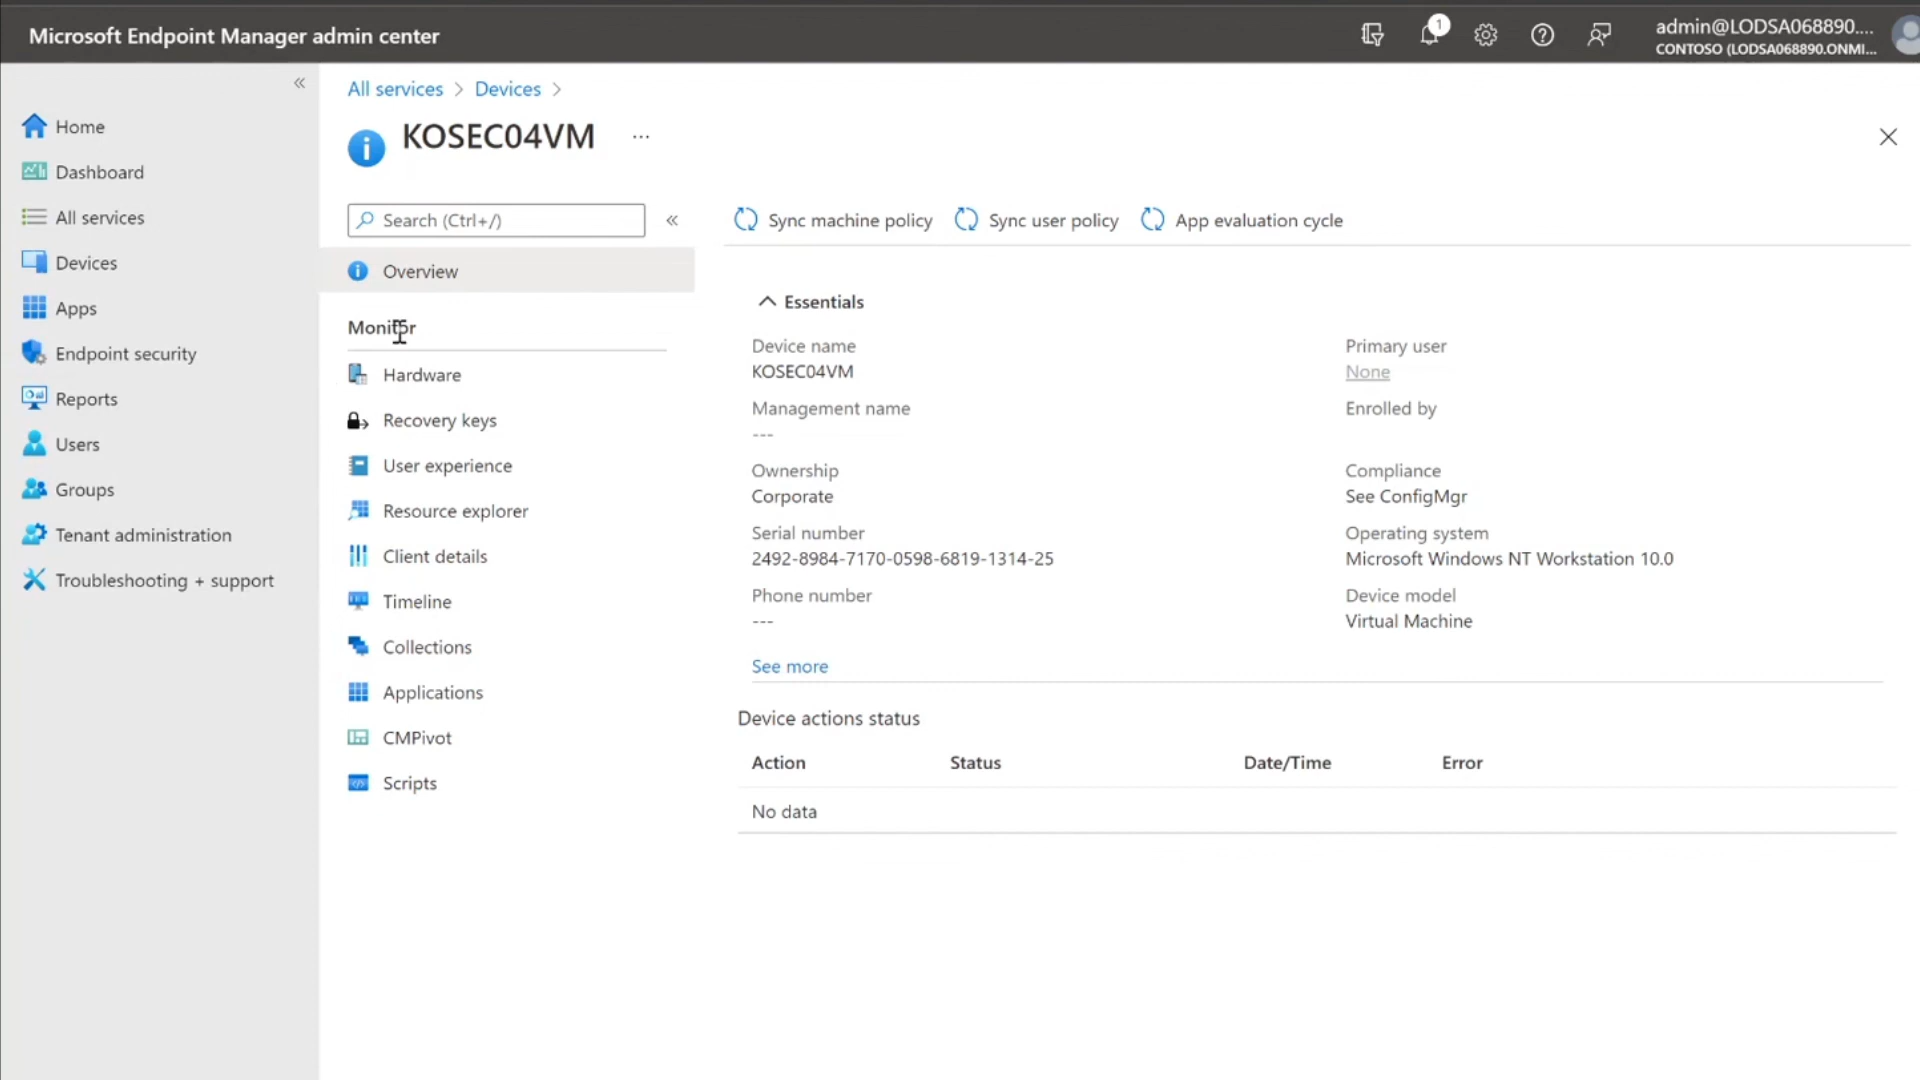 Microsoft Endpoint Manager admin center
1
admin@LODSA068890....
CONTOSO (LODSA068890.ONMI...
«
Home
Dashboard
All services
Devices
Apps
Endpoint security
Reports
Users
Groups
Tenant administration
Troubleshooting + support
All services > Devices >
KOSEC04VM ...
Search (Ctrl+/) «
Overview
Monitor
Hardware
Recovery keys
User experience
Resource explorer
Client details
Timeline
Collections
Applications
CMPivot
Scripts
Sync machine policy Sync user policy App evaluation cycle
Essentials
Device name
KOSEC04VM
Management name
---
Ownership
Corporate
Serial number
2492-8984-7170-0598-6819-1314-25
Phone number
---
See more
Primary user
None
Enrolled by
Compliance
See ConfigMgr
Operating system
Microsoft Windows NT Workstation 10.0
Device model
Virtual Machine
Device actions status
Action Status Date/Time Error
No data